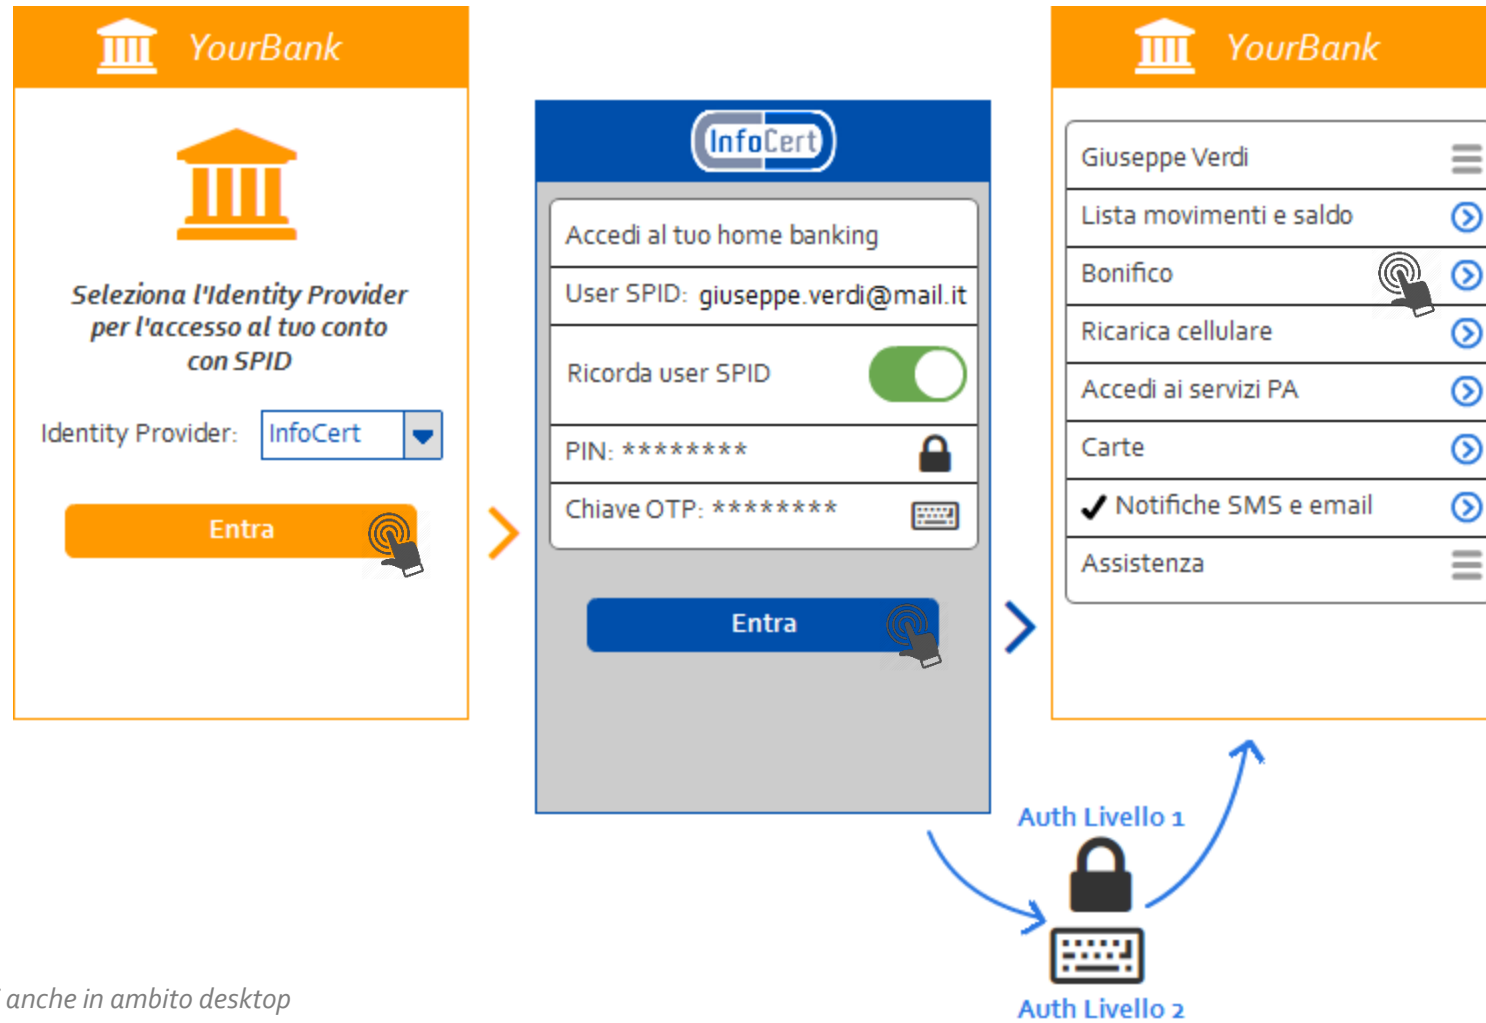 YourBank
Seleziona l'Identity Provider
per l'accesso al tuo conto
con SPID
Identity Provider: InfoCert
Entra
InfoCert
Accedi al tuo home banking
User SPID: giuseppe.verdi@mail.it
Ricorda user SPID
PIN: ********
Chiave OTP: ********
Entra
YourBank
Giuseppe Verdi
Lista movimenti e saldo
Bonifico
Ricarica cellulare
Accedi ai servizi PA
Carte
Notifiche SMS e email
Assistenza
Auth Livello 1
Auth Livello 2
anche in ambito desktop